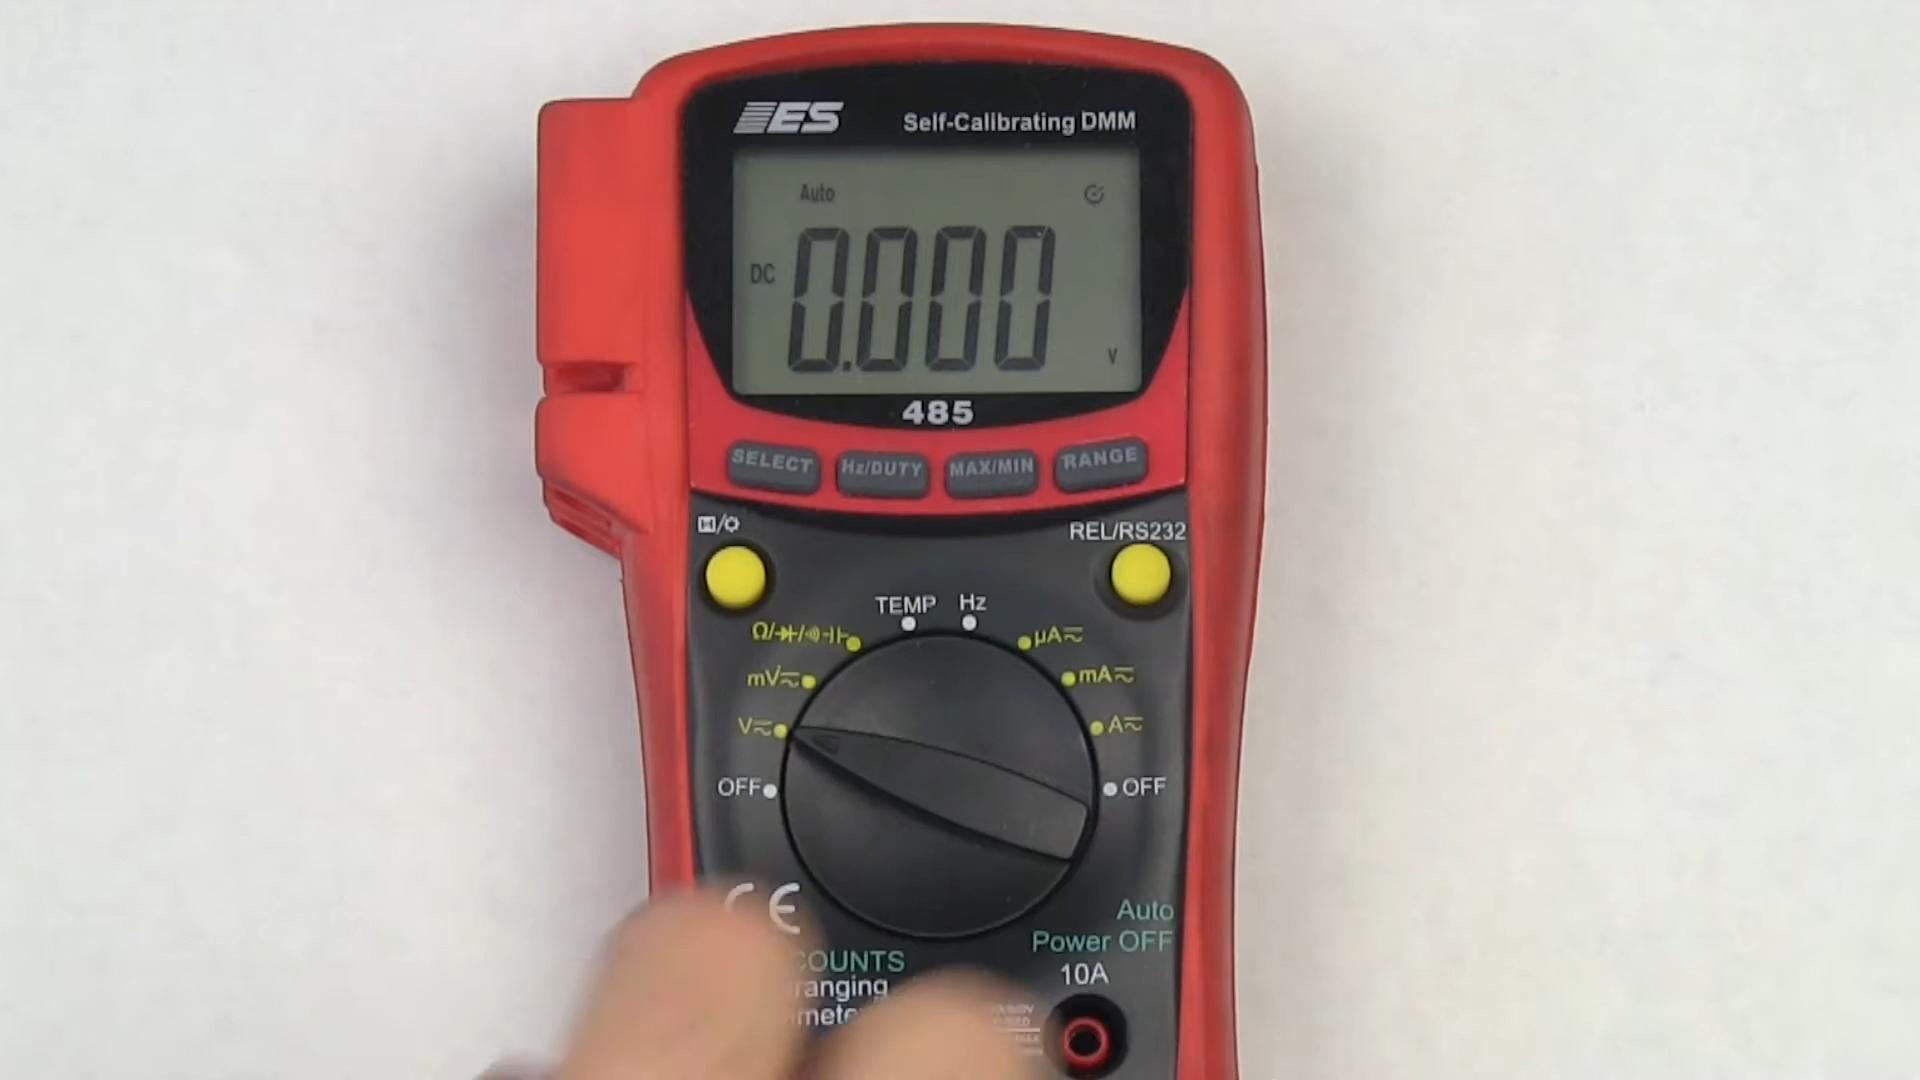 ES Self-Calibrating DMM
Auto
DC 0.000 V
485
SELECT Hz/DUTY MAX/MIN RANGE
H/☼ REL/RS232
TEMP Hz
Ω/ µA
mV mA
V A
OFF OFF
CE
Auto
Power OFF
COUNTS
ranging
10A